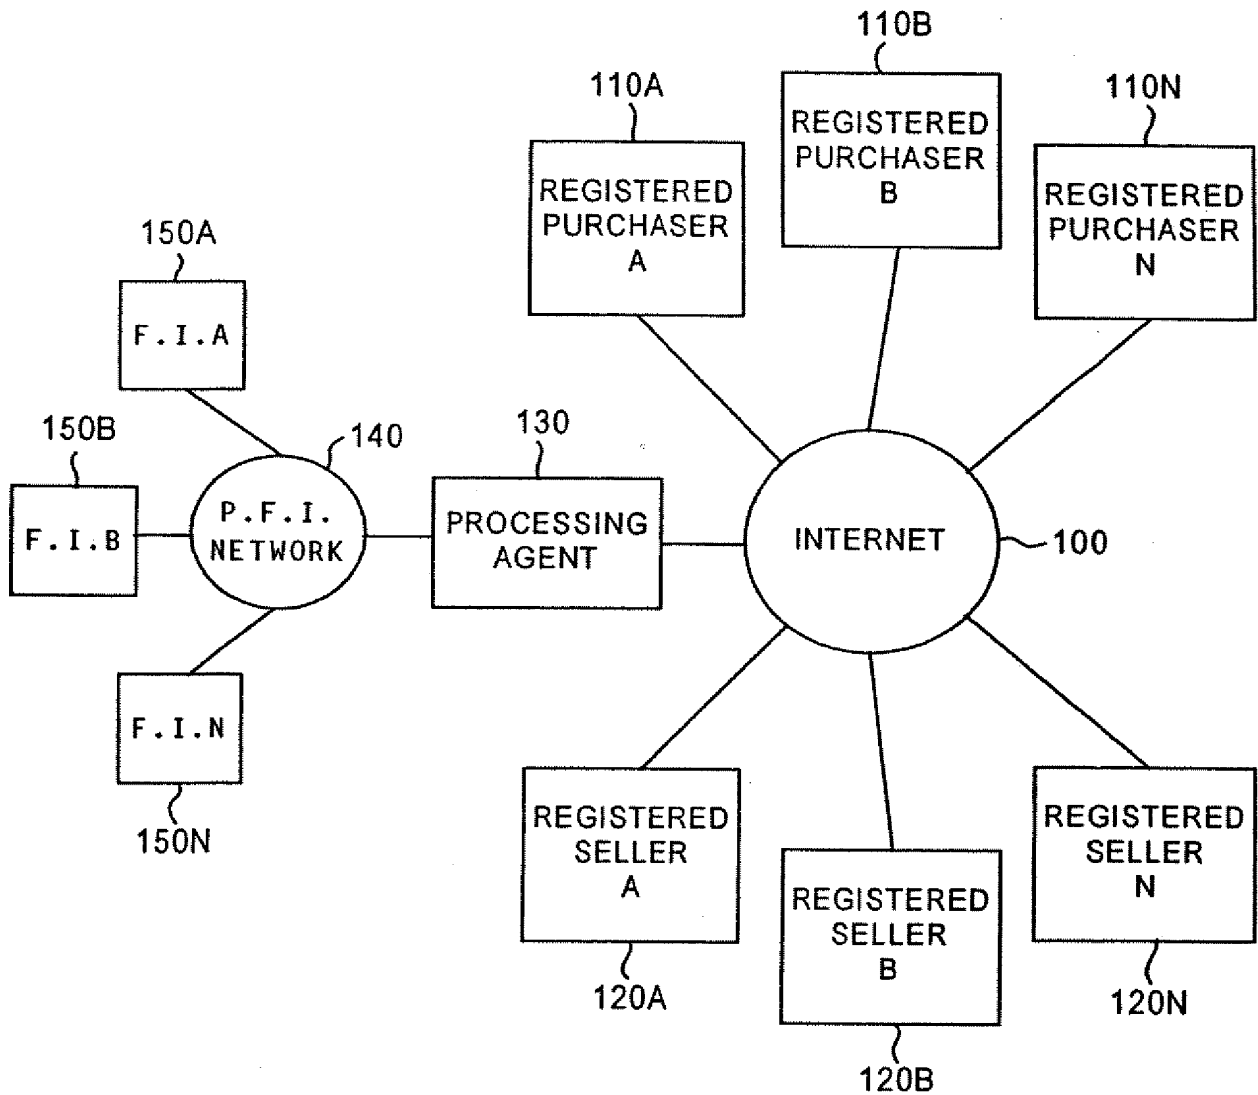 110B
110A
110N
REGISTERED
PURCHASER
B
REGISTERED
PURCHASER
A
REGISTERED
PURCHASER
N
150A
F.I.A
150B
140
130
F.I.B
P.F.I.
NETWORK
PROCESSING
AGENT
INTERNET
100
F.I.N
150N
REGISTERED
SELLER
A
REGISTERED
SELLER
B
REGISTERED
SELLER
N
120A
120B
120N